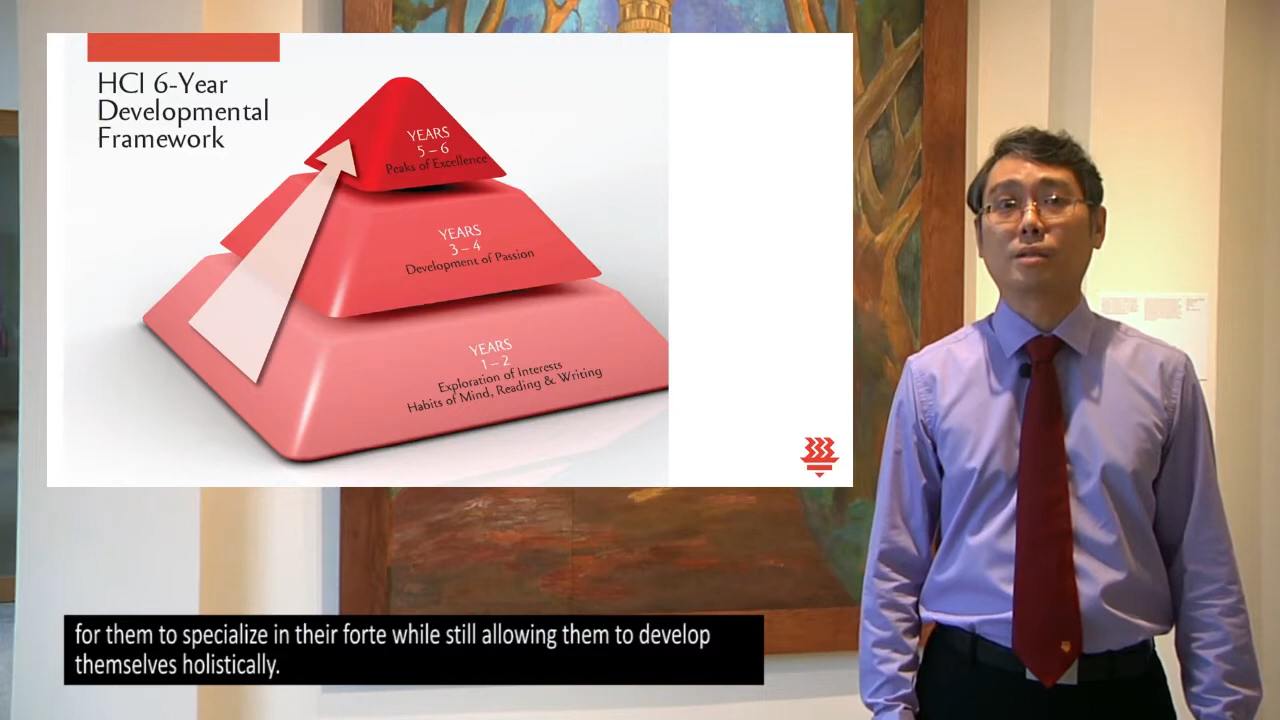 HCI 6-Year
Developmental
Framework
YEARS
5 – 6
Peaks of Excellence
YEARS
3 – 4
Development of Passion
YEARS
1 – 2
Exploration of Interests
Habits of Mind, Reading & Writing
for them to specialize in their forte while still allowing them to develop
themselves holistically.